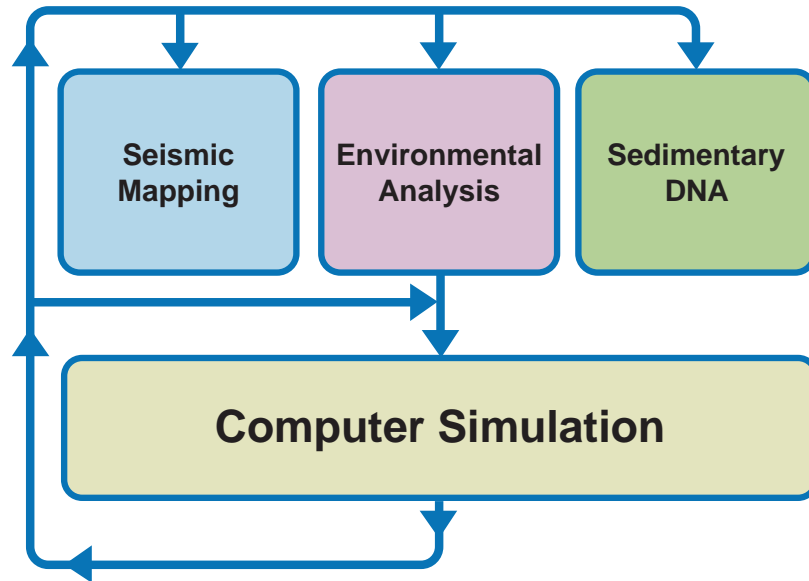 Seismic
Mapping
Environmental
Analysis
Sedimentary
DNA
Computer Simulation